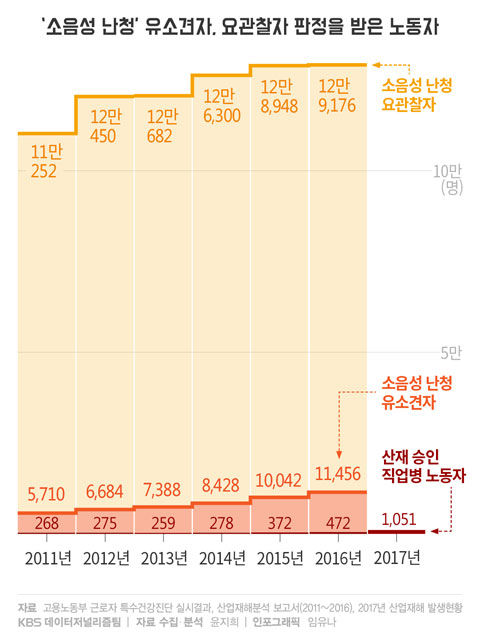 '소음성 난청' 유소견자, 요관찰자 판정을 받은 노동자
소음성 난청
요관찰자
11만
252
12만
450
12만
682
12만
6,300
12만
8,948
12만
9,176
10만
(명)
5만
소음성 난청
유소견자
산재 승인
직업병 노동자
5,710
6,684
7,388
8,428
10,042
11,456
268
275
259
278
372
472
1,051
2011년
2012년
2013년
2014년
2015년
2016년
2017년
자료 고용노동부 근로자 특수건강진단 실시결과, 산업재해분석 보고서(2011~2016), 2017년 산업재해 발생현황
KBS 데이터저널리즘팀 | 자료 수집·분석 윤지희 | 인포그래픽 임유나